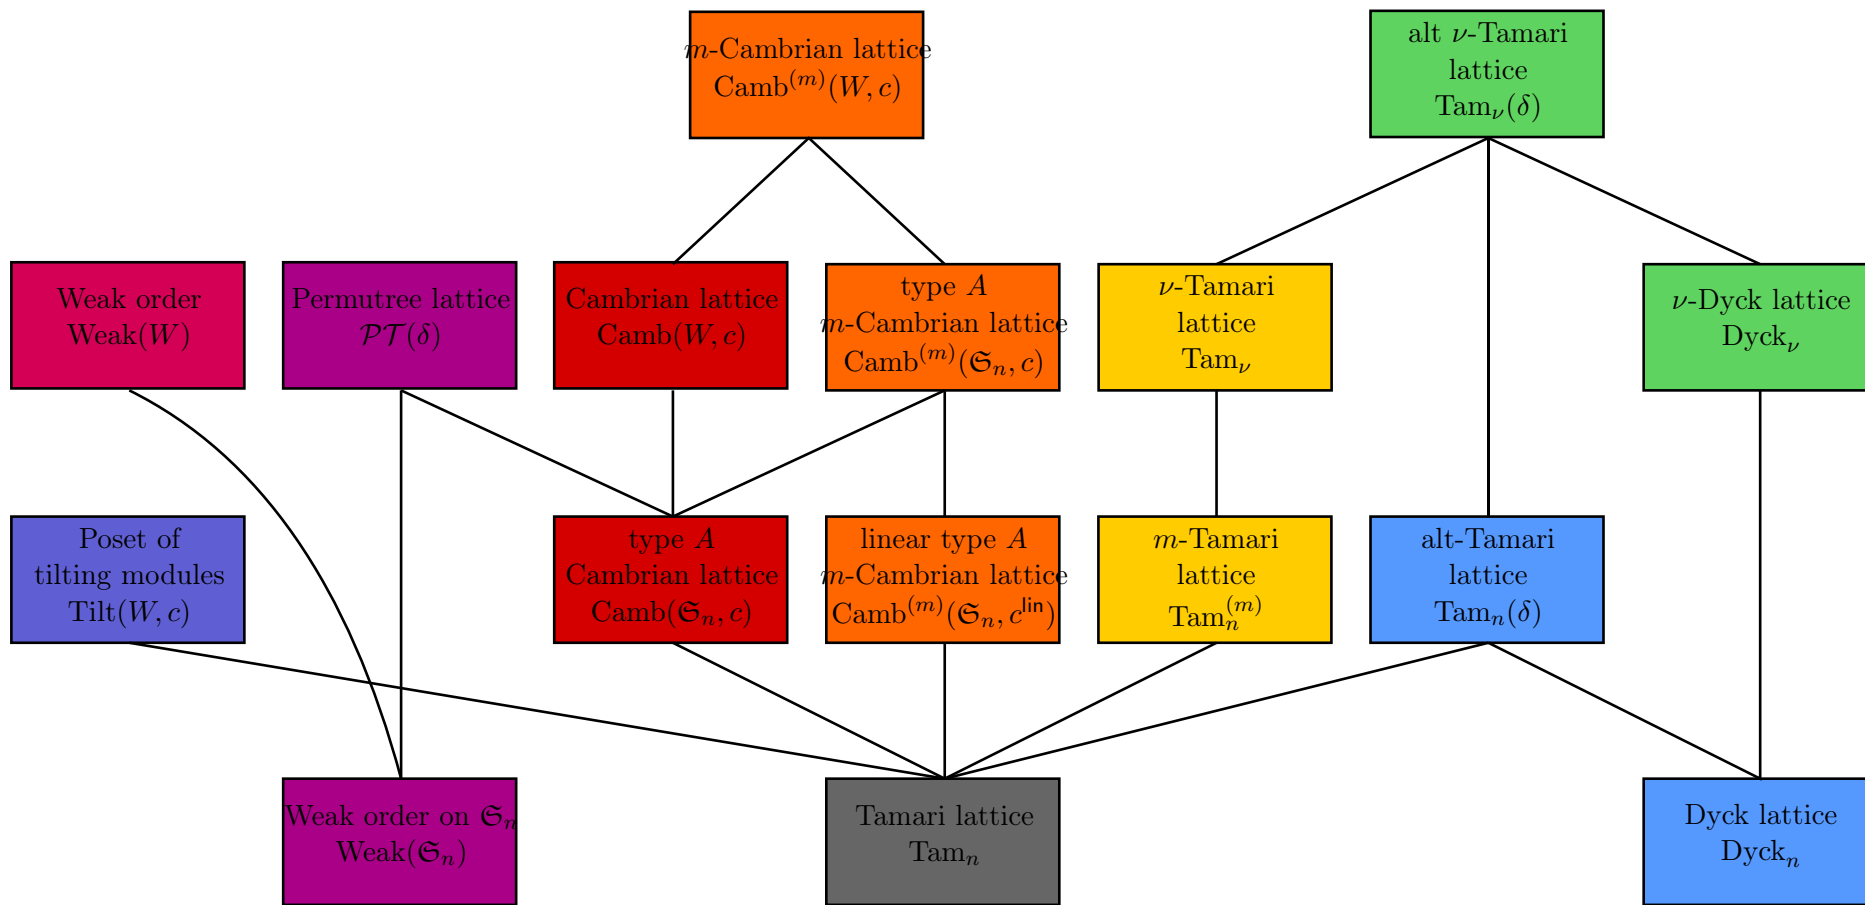 m-Cambrian lattice
Camb^(m)(W, c)
alt ν-Tamari
lattice
Tam_ν(δ)
Weak order
Weak(W)
Permutree lattice
𝒫𝒯(δ)
Cambrian lattice
Camb(W, c)
type A
m-Cambrian lattice
Camb^(m)(𝔖_n, c)
ν-Tamari
lattice
Tam_ν
ν-Dyck lattice
Dyck_ν
Poset of
tilting modules
Tilt(W, c)
type A
Cambrian lattice
Camb(𝔖_n, c)
linear type A
m-Cambrian lattice
Camb^(m)(𝔖_n, c^lin)
m-Tamari
lattice
Tam_n^(m)
alt-Tamari
lattice
Tam_n(δ)
Weak order on 𝔖_n
Weak(𝔖_n)
Tamari lattice
Tam_n
Dyck lattice
Dyck_n